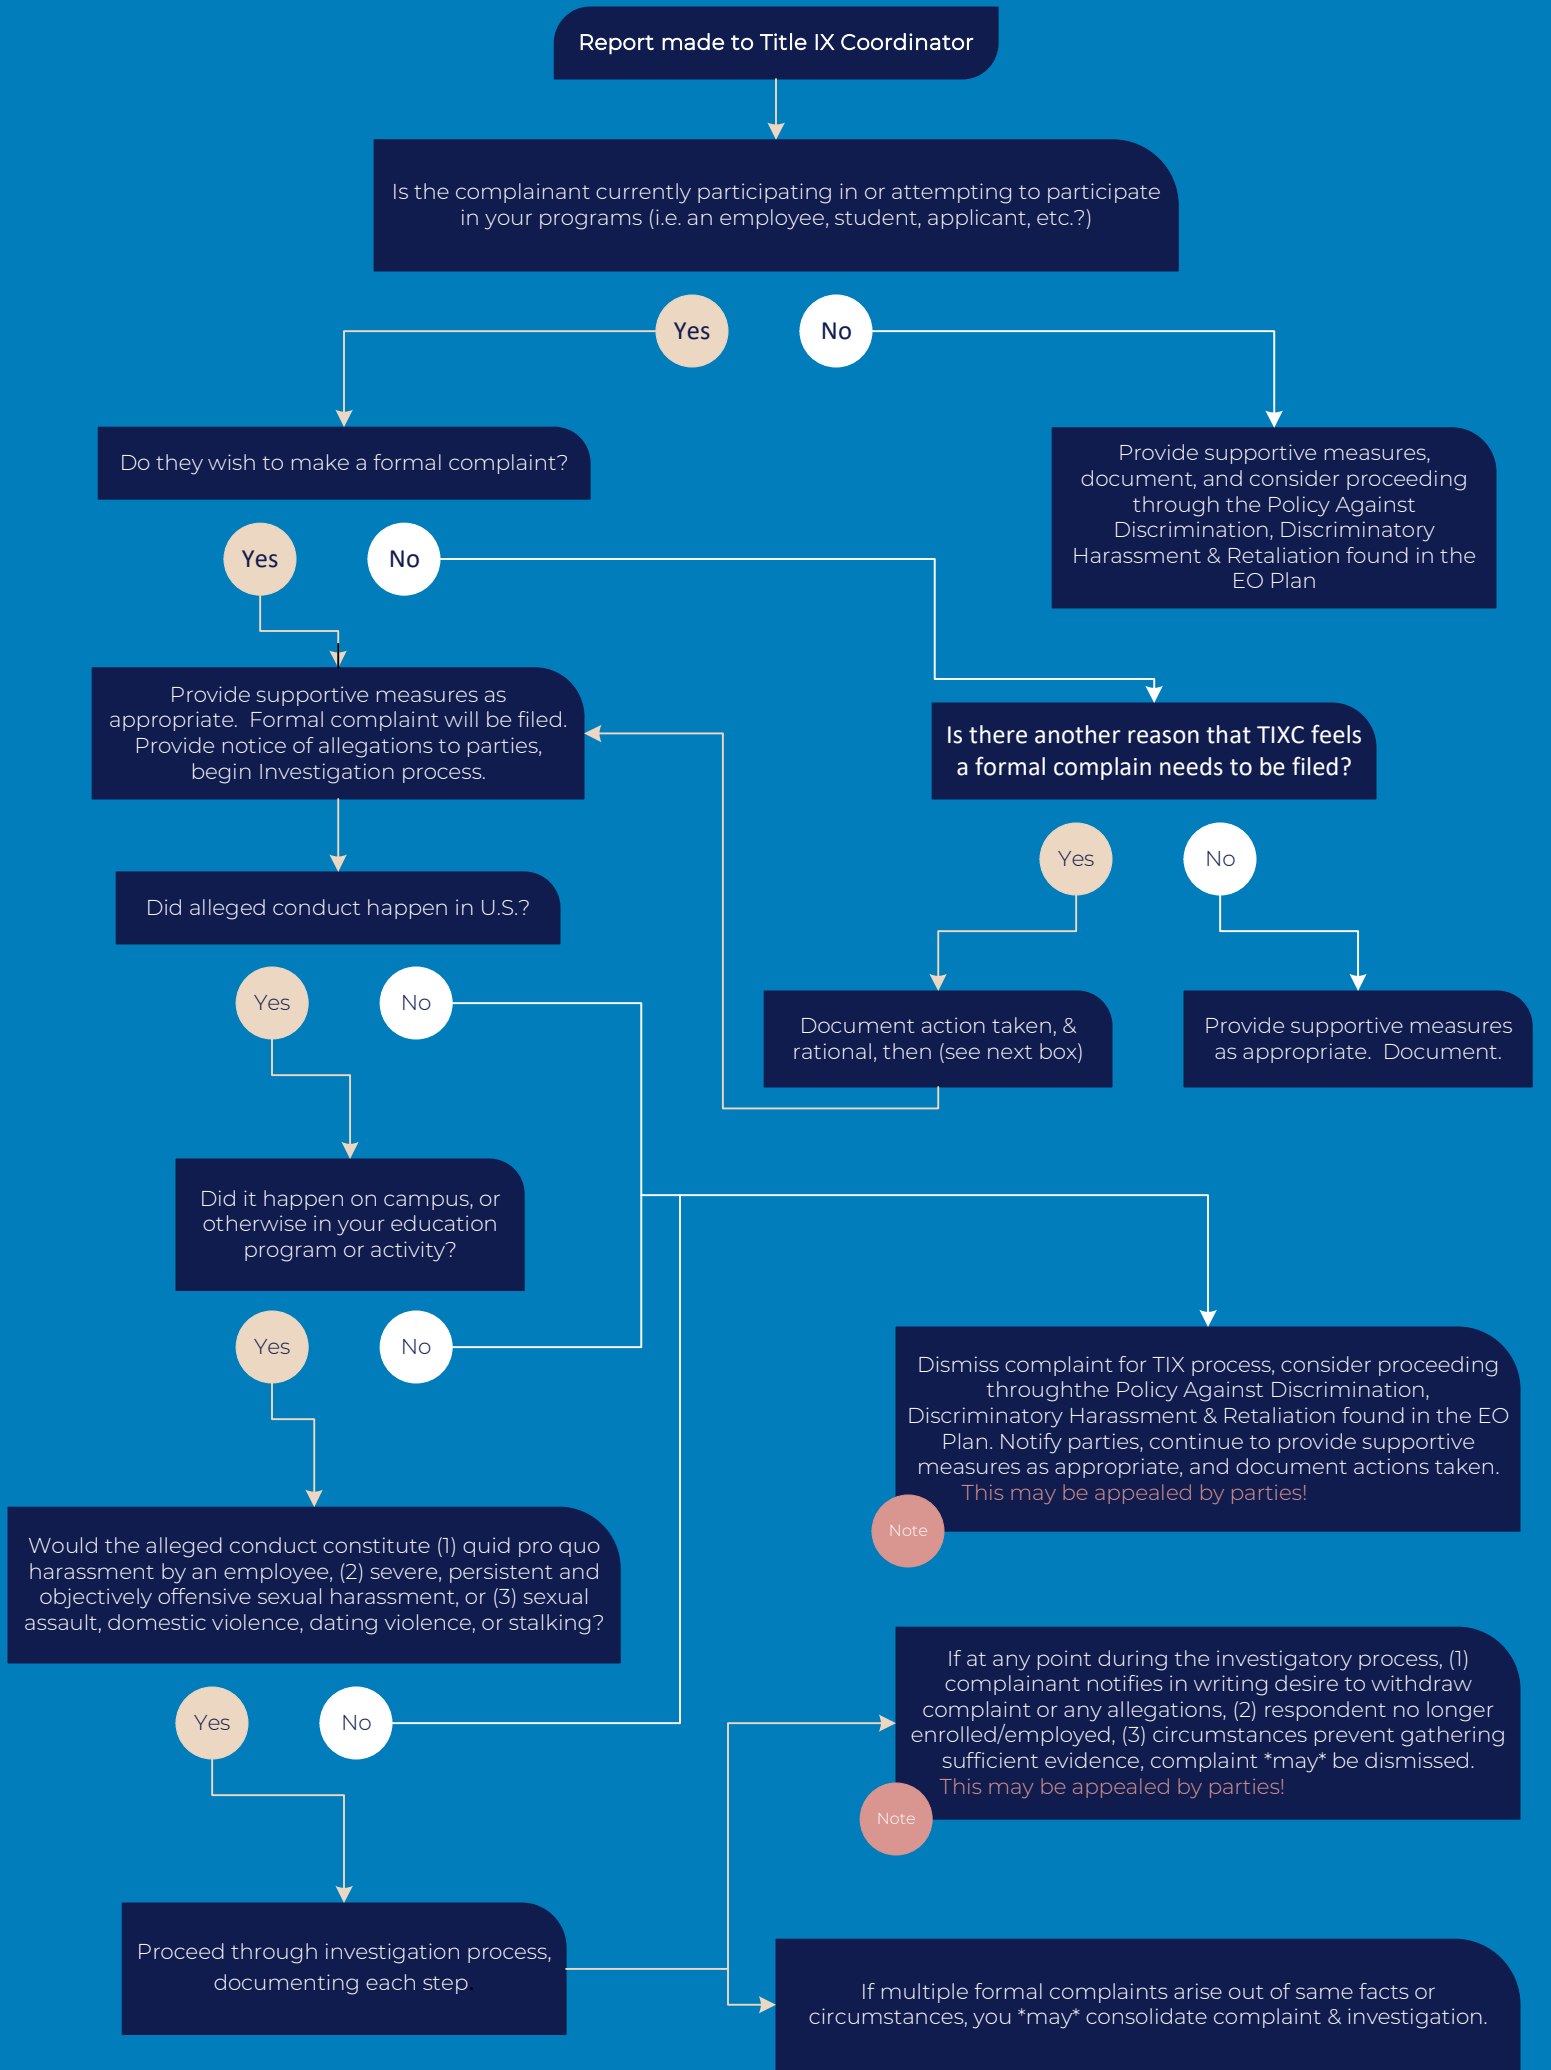 Report made to Title IX Coordinator
Is the complainant currently participating in or attempting to participate
in your programs (i.e. an employee, student, applicant, etc.?)
Yes
No
Do they wish to make a formal complaint?
Provide supportive measures,
document, and consider proceeding
through the Policy Against
Discrimination, Discriminatory
Harassment & Retaliation found in the
EO Plan
Yes
No
Provide supportive measures as
appropriate.  Formal complaint will be filed.
Provide notice of allegations to parties,
begin Investigation process.
Is there another reason that TIXC feels
a formal complain needs to be filed?
Yes
No
Did alleged conduct happen in U.S.?
Yes
No
Document action taken, &
rational, then (see next box)
Provide supportive measures
as appropriate.  Document.
Did it happen on campus, or
otherwise in your education
program or activity?
Yes
No
Dismiss complaint for TIX process, consider proceeding
throughthe Policy Against Discrimination,
Discriminatory Harassment & Retaliation found in the EO
Plan. Notify parties, continue to provide supportive
measures as appropriate, and document actions taken.
This may be appealed by parties!
Note
Would the alleged conduct constitute (1) quid pro quo
harassment by an employee, (2) severe, persistent and
objectively offensive sexual harassment, or (3) sexual
assault, domestic violence, dating violence, or stalking?
Yes
No
If at any point during the investigatory process, (1)
complainant notifies in writing desire to withdraw
complaint or any allegations, (2) respondent no longer
enrolled/employed, (3) circumstances prevent gathering
sufficient evidence, complaint *may* be dismissed.
This may be appealed by parties!
Note
Proceed through investigation process,
documenting each step.
If multiple formal complaints arise out of same facts or
circumstances, you *may* consolidate complaint & investigation.